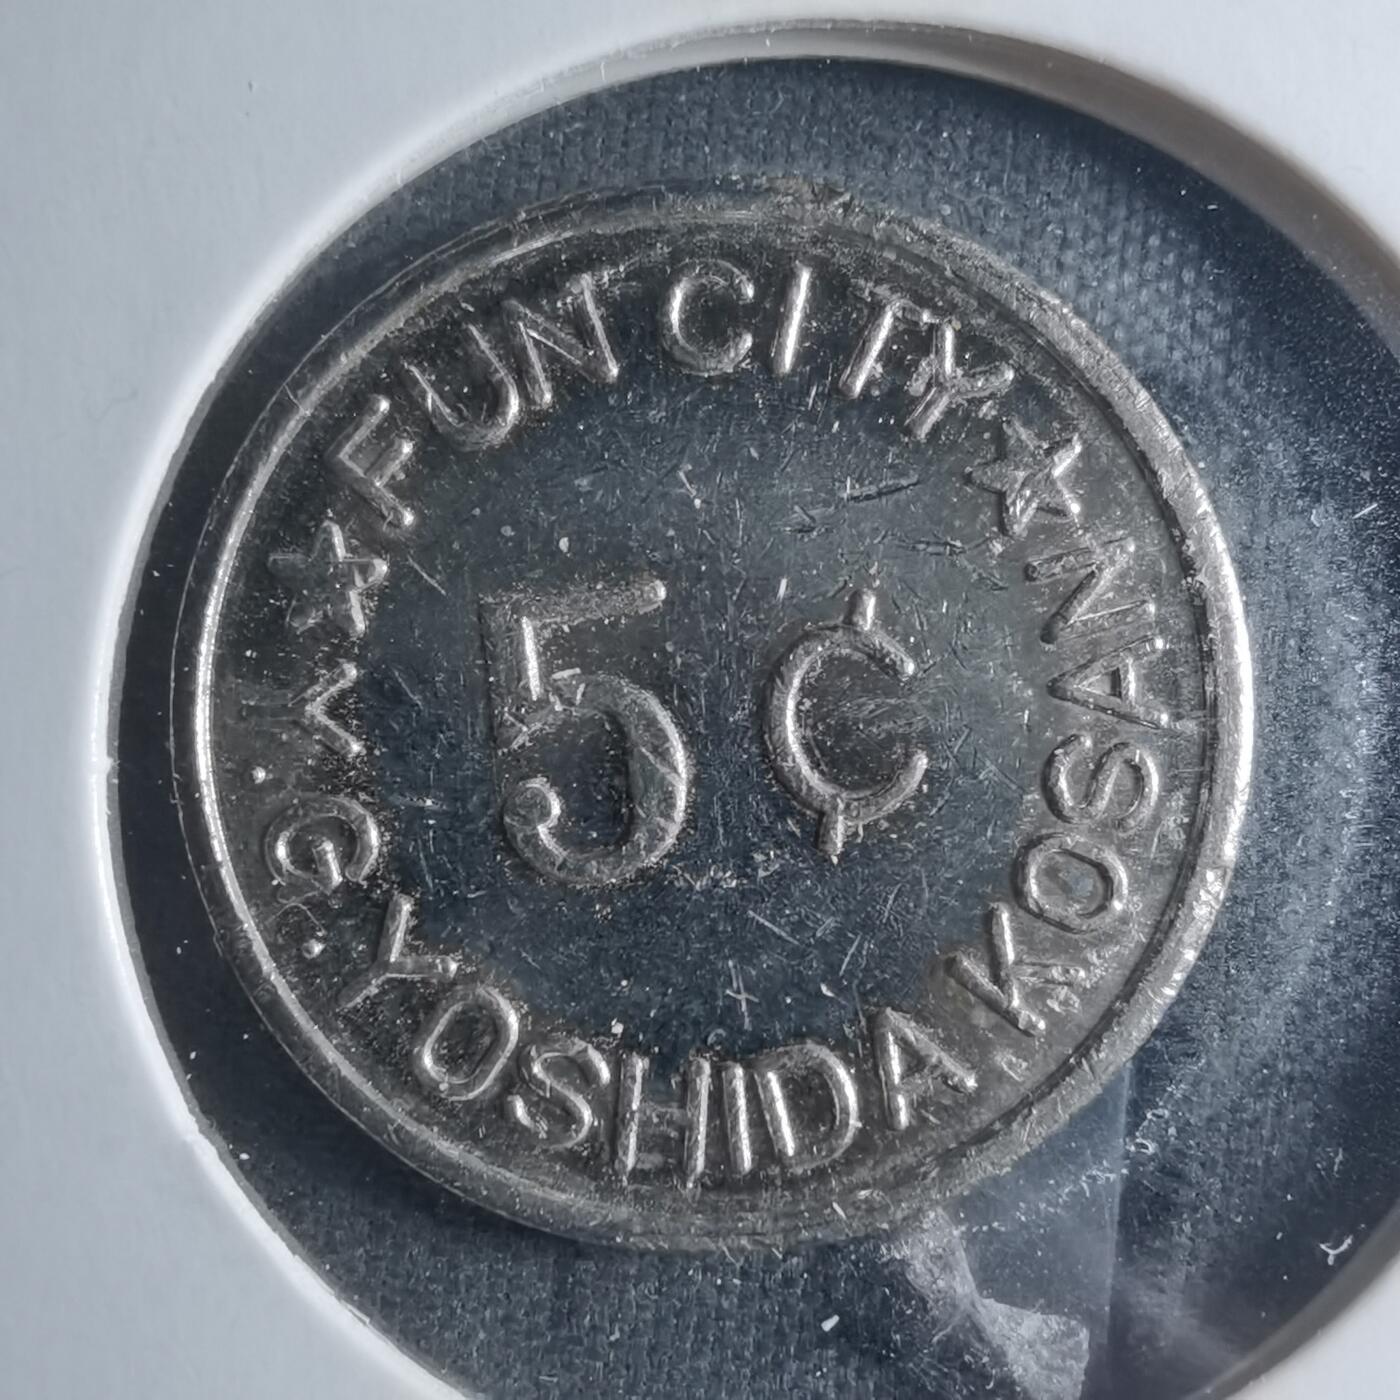 ★ FUN CITY ★
5 ¢
M.G. YOSHIDA KOSAN